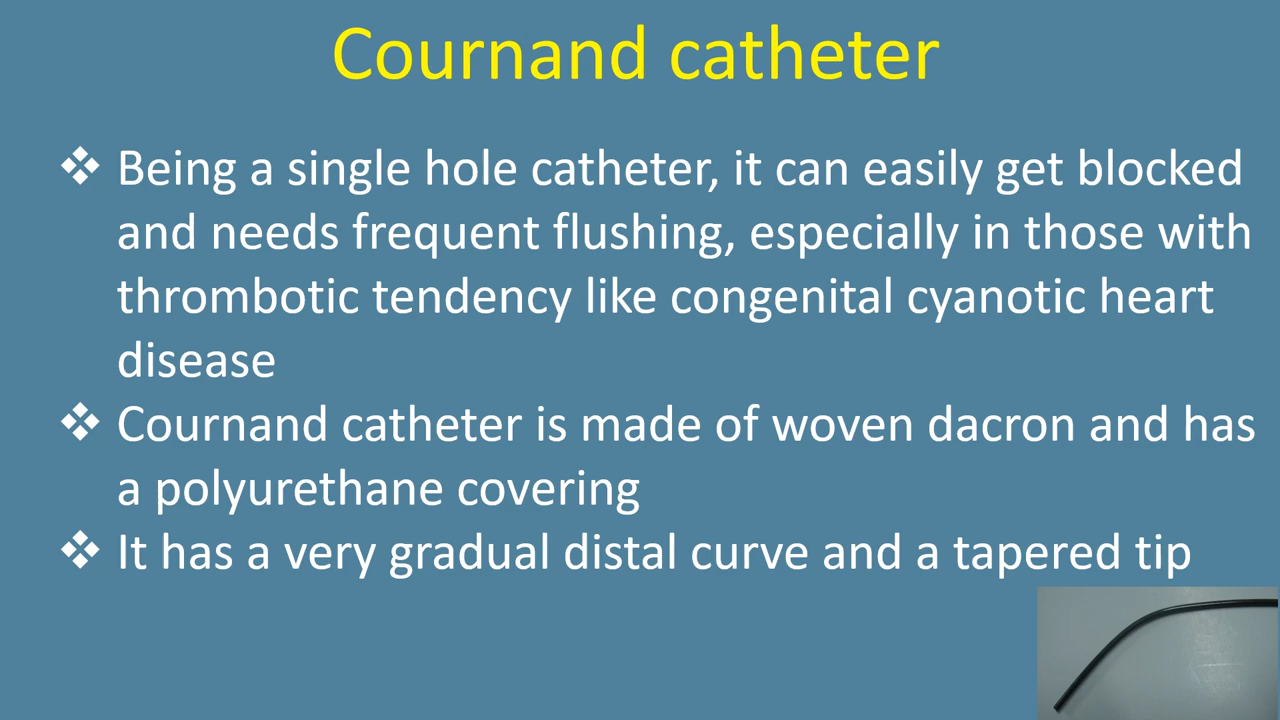 Cournand catheter
❖ Being a single hole catheter, it can easily get blocked
and needs frequent flushing, especially in those with
thrombotic tendency like congenital cyanotic heart
disease
❖ Cournand catheter is made of woven dacron and has
a polyurethane covering
❖ It has a very gradual distal curve and a tapered tip